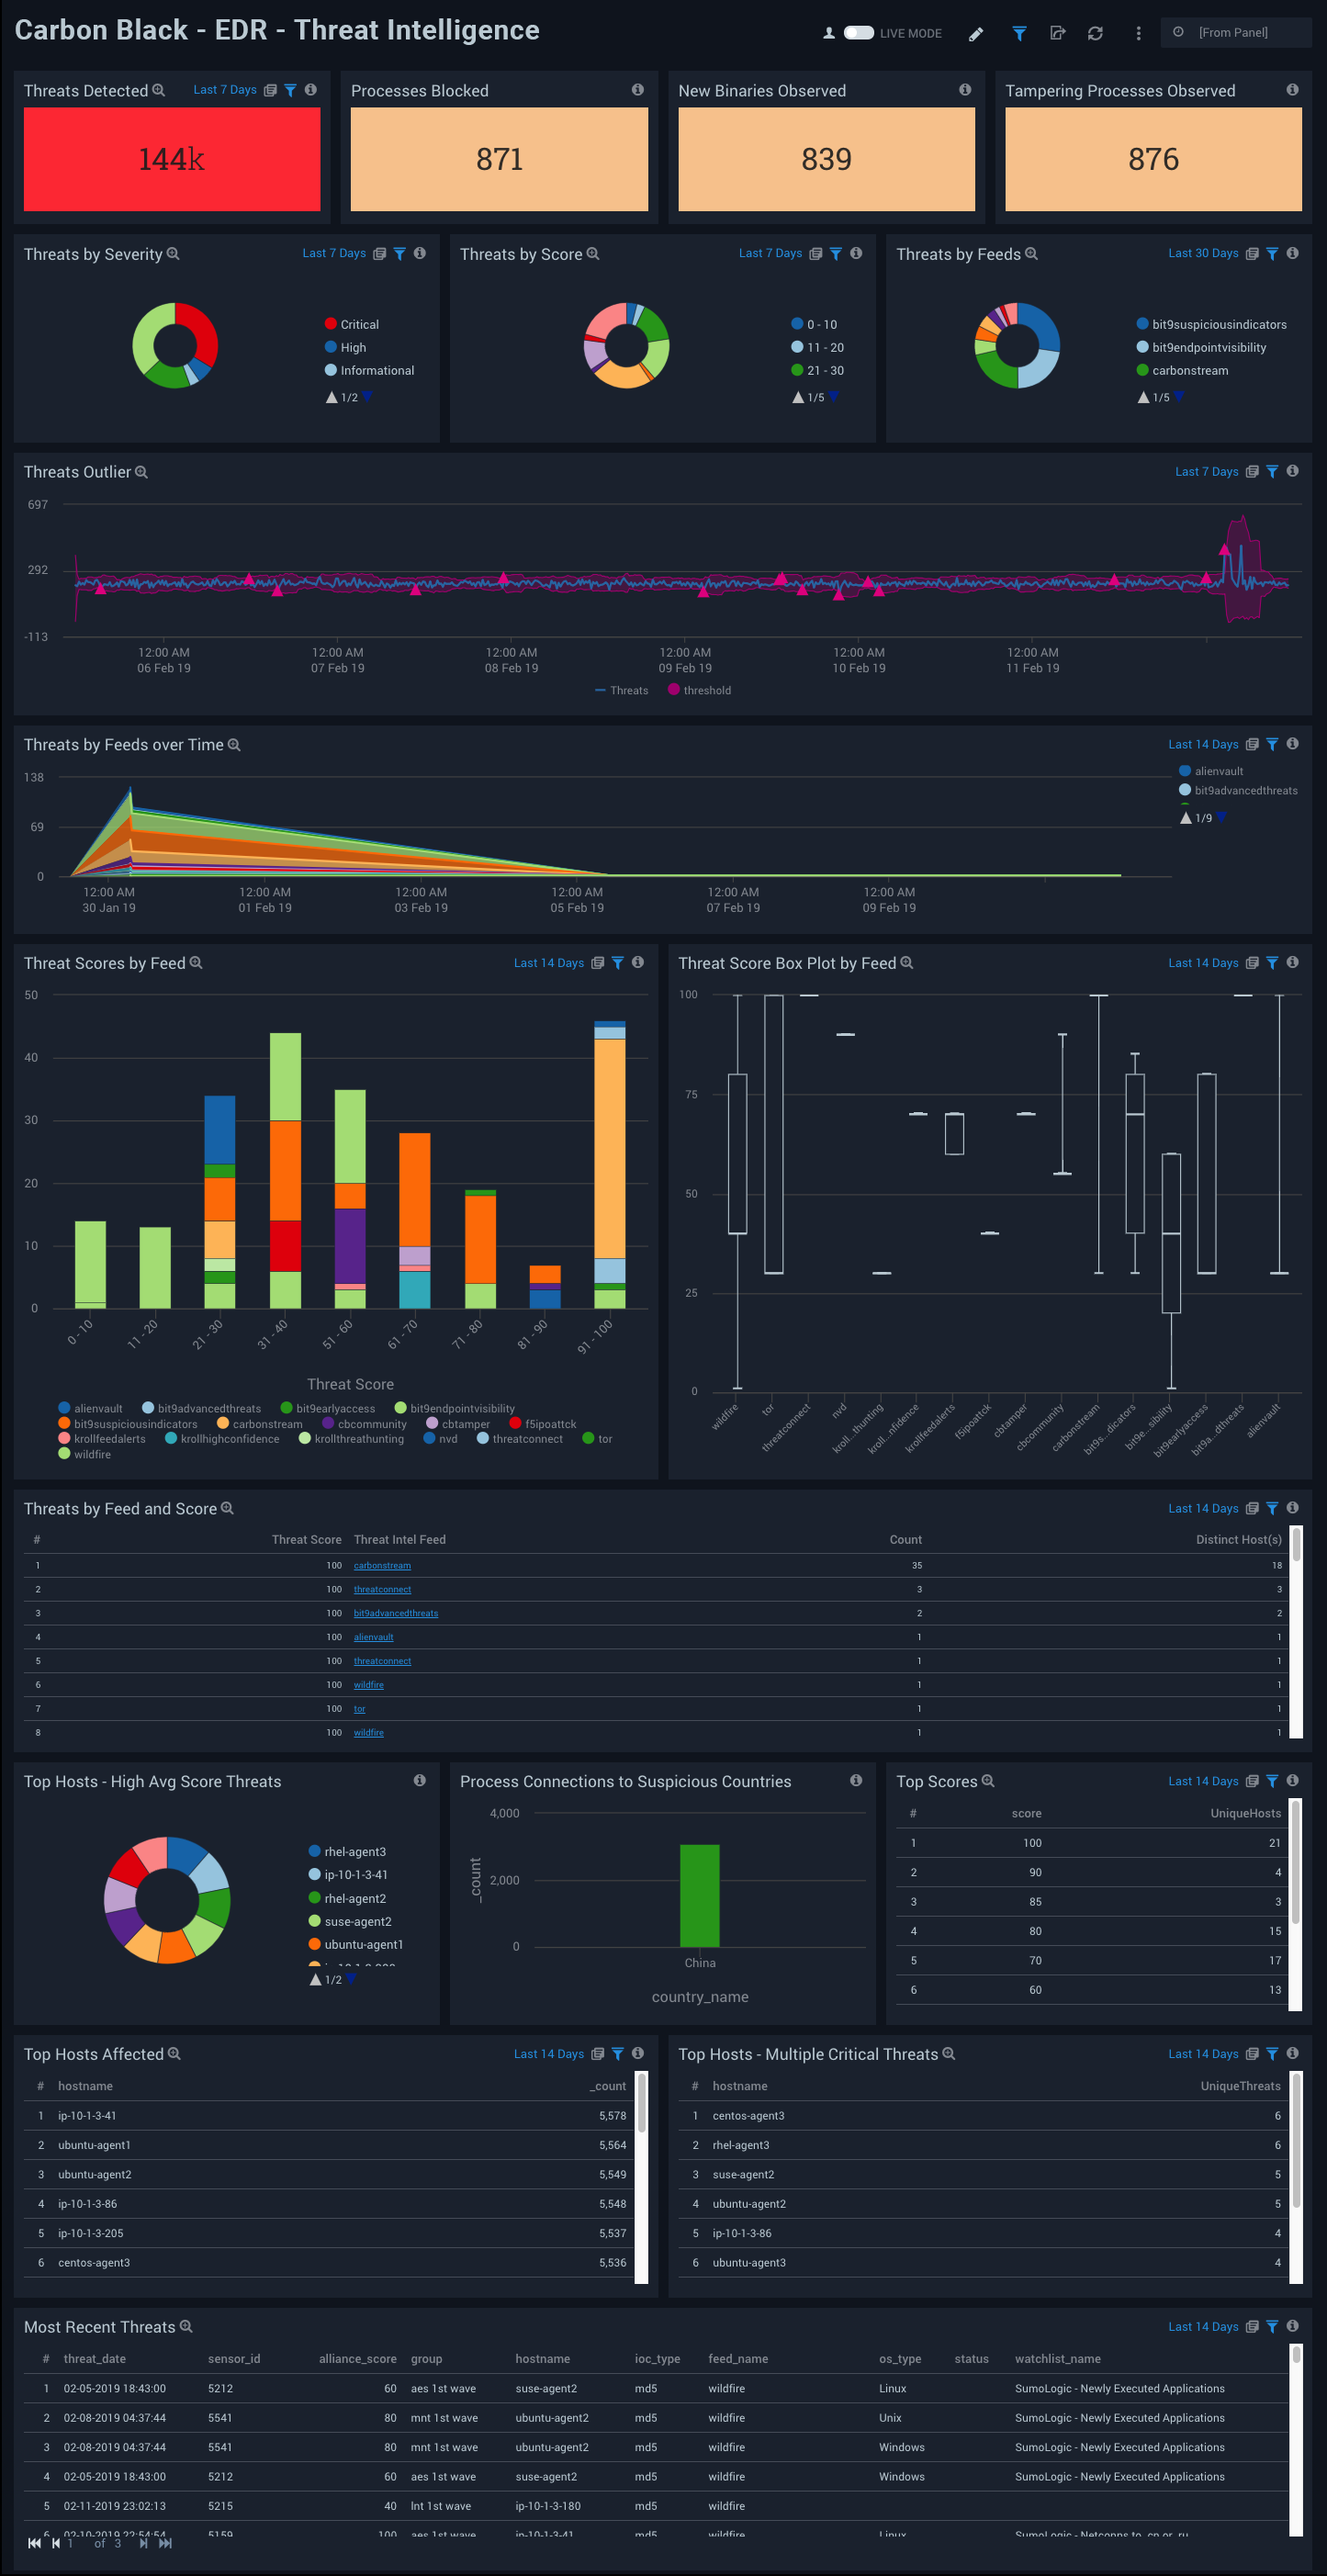 Carbon Black - EDR - Threat Intelligence
LIVE MODE
[From Panel]
Threats Detected
Last 7 Days
144k
Processes Blocked
871
New Binaries Observed
839
Tampering Processes Observed
876
Threats by Severity
Last 7 Days
Critical
High
Informational
1/2
Threats by Score
Last 7 Days
0 - 10
11 - 20
21 - 30
1/5
Threats by Feeds
Last 30 Days
bit9suspiciousindicators
bit9endpointvisibility
carbonstream
1/5
Threats Outlier
Last 7 Days
697
292
-113
12:00 AM 12:00 AM 12:00 AM 12:00 AM 12:00 AM 12:00 AM
06 Feb 19 07 Feb 19 08 Feb 19 09 Feb 19 10 Feb 19 11 Feb 19
Threats threshold
Threats by Feeds over Time
Last 14 Days
138
69
0
12:00 AM 12:00 AM 12:00 AM 12:00 AM 12:00 AM 12:00 AM
30 Jan 19 01 Feb 19 03 Feb 19 05 Feb 19 07 Feb 19 09 Feb 19
alienvault
bit9advancedthreats
1/9
Threat Scores by Feed
Last 14 Days
50
40
30
20
10
0
0 - 10 11 - 20 21 - 30 31 - 40 51 - 60 61 - 70 71 - 80 81 - 90 91 - 100
Threat Score
alienvault bit9advancedthreats bit9earlyaccess bit9endpointvisibility
bit9suspiciousindicators carbonstream cbcommunity cbtamper f5ipoattck
krollfeedalerts krollhighconfidence krollthreathunting nvd threatconnect tor
wildfire
Threat Score Box Plot by Feed
Last 14 Days
100
75
50
25
0
wildfire tor threatconnect nvd kroll...thunting kroll...nfidence krollfeedalerts f5ipoattck cbtamper cbcommunity carbonstream bit9s...dicators bit9e...sibility bit9earlyaccess bit9a...dthreats alienvault
Threats by Feed and Score
Last 14 Days
# Threat Score Threat Intel Feed Count Distinct Host(s)
1 100 carbonstream 35 18
2 100 threatconnect 3 3
3 100 bit9advancedthreats 2 2
4 100 alienvault 1 1
5 100 threatconnect 1 1
6 100 wildfire 1 1
7 100 tor 1 1
8 100 wildfire 1 1
Top Hosts - High Avg Score Threats
rhel-agent3
ip-10-1-3-41
rhel-agent2
suse-agent2
ubuntu-agent1
1/2
Process Connections to Suspicious Countries
4,000
2,000
0
_count
China
country_name
Top Scores
Last 14 Days
# score UniqueHosts
1 100 21
2 90 4
3 85 3
4 80 15
5 70 17
6 60 13
Top Hosts Affected
Last 14 Days
# hostname _count
1 ip-10-1-3-41 5,578
2 ubuntu-agent1 5,564
3 ubuntu-agent2 5,549
4 ip-10-1-3-86 5,548
5 ip-10-1-3-205 5,537
6 centos-agent3 5,536
Top Hosts - Multiple Critical Threats
Last 14 Days
# hostname UniqueThreats
1 centos-agent3 6
2 rhel-agent3 6
3 suse-agent2 5
4 ubuntu-agent2 5
5 ip-10-1-3-86 4
6 ubuntu-agent3 4
Most Recent Threats
Last 14 Days
# threat_date sensor_id alliance_score group hostname ioc_type feed_name os_type status watchlist_name
1 02-05-2019 18:43:00 5212 60 aes 1st wave suse-agent2 md5 wildfire Linux SumoLogic - Newly Executed Applications
2 02-08-2019 04:37:44 5541 80 mnt 1st wave ubuntu-agent2 md5 wildfire Unix SumoLogic - Newly Executed Applications
3 02-08-2019 04:37:44 5541 80 mnt 1st wave ubuntu-agent2 md5 wildfire Windows SumoLogic - Newly Executed Applications
4 02-05-2019 18:43:00 5212 60 aes 1st wave suse-agent2 md5 wildfire Windows SumoLogic - Newly Executed Applications
5 02-11-2019 23:02:13 5215 40 lnt 1st wave ip-10-1-3-180 md5 wildfire
6 02-10-2019 22:54:54 5159 100 aes 1st wave ip-10-1-3-41 md5 wildfire Linux SumoLogic - Netconns to
1 of 3